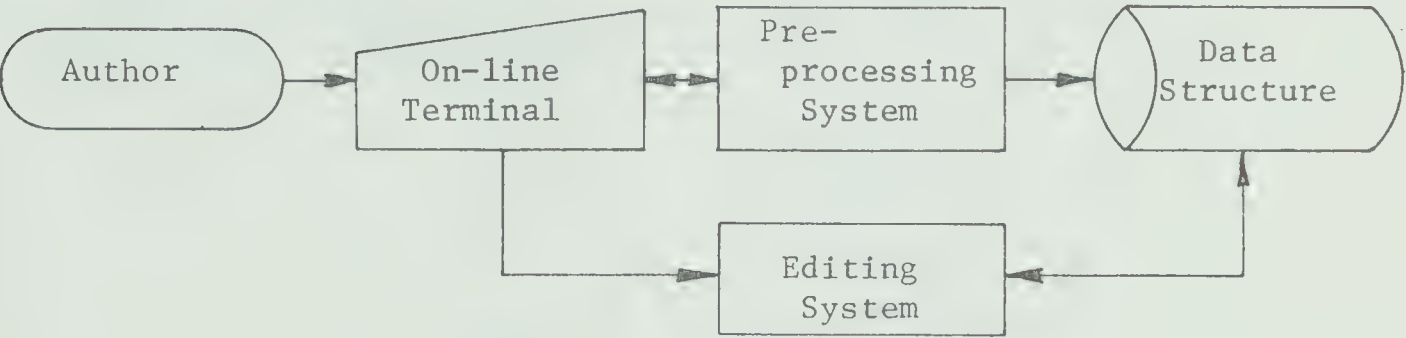 Author
On-line
Terminal
Pre-
processing
System
Data
Structure
Editing
System